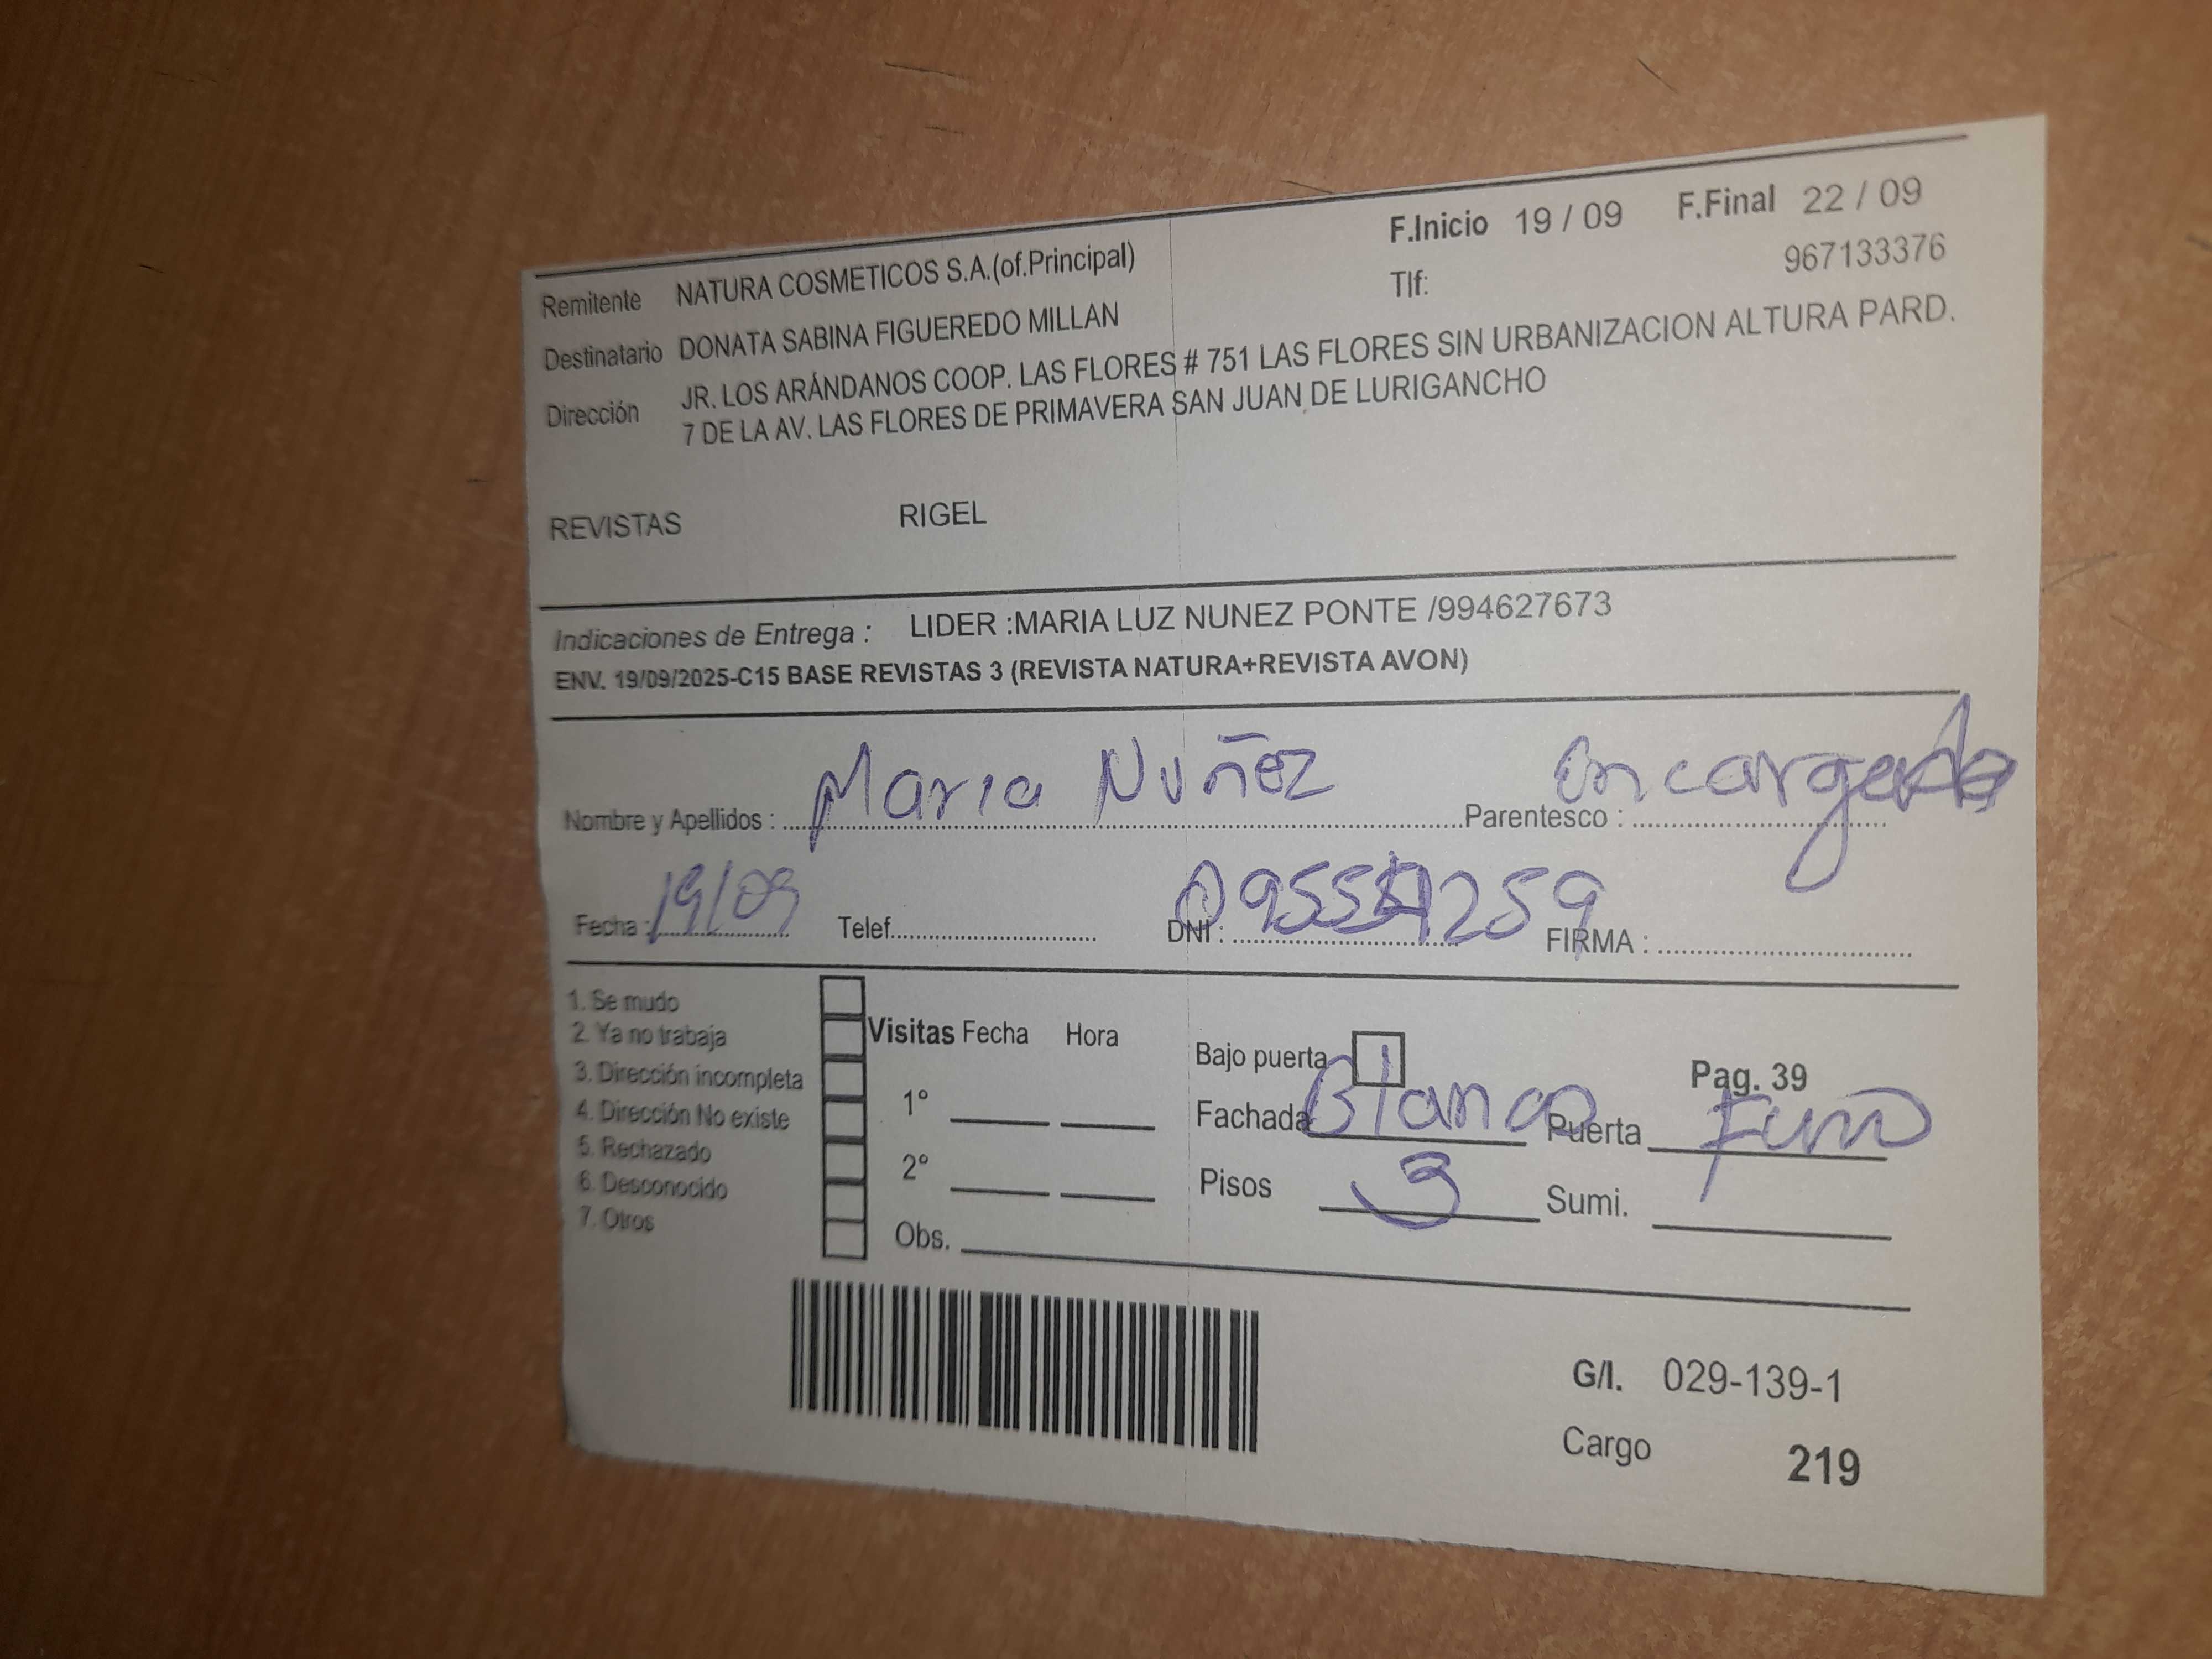 F.Inicio 19 / 09 F.Final 22 / 09
Remitente NATURA COSMETICOS S.A.(of.Principal) Tlf: 967133376
Destinatario DONATA SABINA FIGUEREDO MILLAN
Dirección JR. LOS ARÁNDANOS COOP. LAS FLORES # 751 LAS FLORES SIN URBANIZACION ALTURA PARD.
7 DE LA AV. LAS FLORES DE PRIMAVERA SAN JUAN DE LURIGANCHO
REVISTAS RIGEL
Indicaciones de Entrega : LIDER :MARIA LUZ NUNEZ PONTE /994627673
ENV. 19/09/2025-C15 BASE REVISTAS 3 (REVISTA NATURA+REVISTA AVON)
Nombre y Apellidos : Maria Nuñez Parentesco : encargada
Fecha : 19/09 Telef. DNI : FIRMA :
1. Se mudo
2. Ya no trabaja
3. Dirección incompleta
4. Dirección No existe
5. Rechazado
6. Desconocido
7. Otros
Visitas Fecha Hora
1°
2°
Obs.
Bajo puerta Pag. 39
Fachada Blanco Puerta
Pisos 3 Sumi.
G/I. 029-139-1
Cargo 219